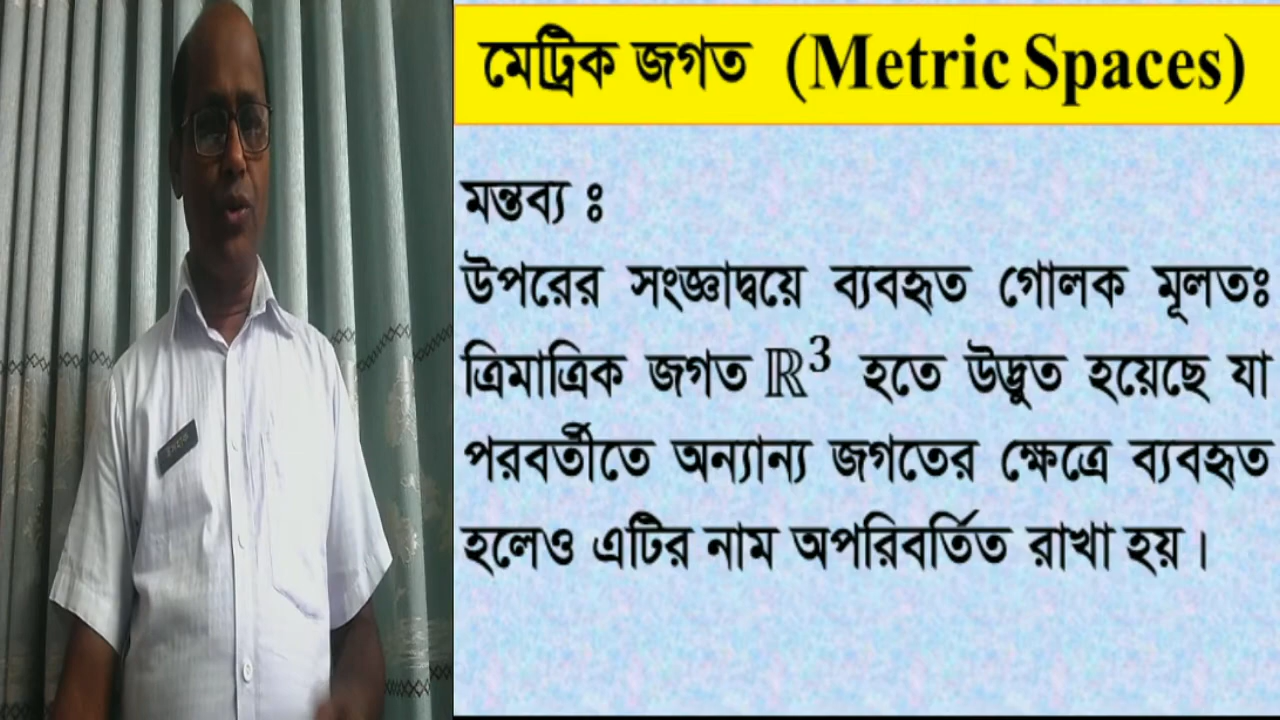 মেট্রিক জগত (Metric Spaces)
মন্তব্য ঃ
উপরের সংজ্ঞাদ্বয়ে ব্যবহৃত গোলক মূলতঃ
ত্রিমাত্রিক জগত ℝ³ হতে উদ্ভুত হয়েছে যা
পরবর্তীতে অন্যান্য জগতের ক্ষেত্রে ব্যবহৃত
হলেও এটির নাম অপরিবর্তিত রাখা হয়।